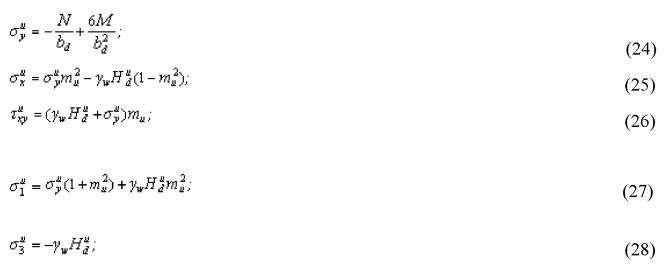 σ_y^u = -N/b_d + 6M/b_d^2; (24)
σ_x^u = σ_y^u m_u^2 - γ_w H_d^u (1 - m_u^2); (25)
τ_xy^u = (γ_w H_d^u + σ_y^u) m_u; (26)
σ_1^u = σ_y^u (1 + m_u^2) + γ_w H_d^u m_u^2; (27)
σ_3^u = -γ_w H_d^u; (28)